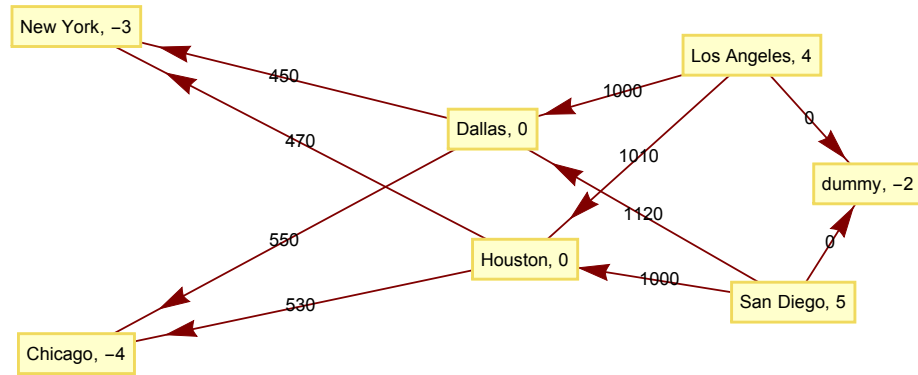 New York, −3
Los Angeles, 4
450
1000
0
Dallas, 0
470
1010
dummy, −2
1120
550
0
Houston, 0
1000
San Diego, 5
530
Chicago, −4